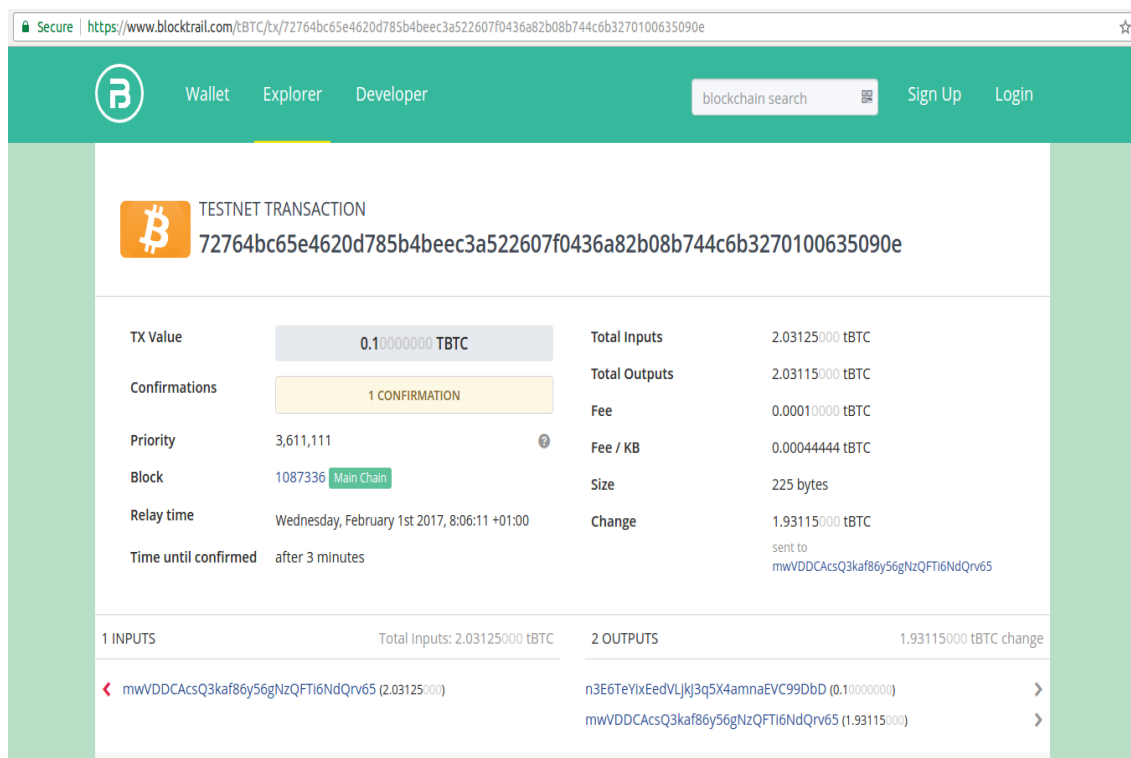 Secure | https://www.blocktrail.com/tBTC/tx/72764bc65e4620d785b4beec3a522607f0436a82b08b744c6b3270100635090e
Wallet Explorer Developer blockchain search Sign Up Login
TESTNET TRANSACTION
72764bc65e4620d785b4beec3a522607f0436a82b08b744c6b3270100635090e
TX Value 0.10000000 TBTC
Confirmations 1 CONFIRMATION
Priority 3,611,111 ?
Block 1087336 Main Chain
Relay time Wednesday, February 1st 2017, 8:06:11 +01:00
Time until confirmed after 3 minutes
Total Inputs 2.03125000 tBTC
Total Outputs 2.03115000 tBTC
Fee 0.00010000 tBTC
Fee / KB 0.00044444 tBTC
Size 225 bytes
Change 1.93115000 tBTC
sent to
mwVDDCAcsQ3kaf86y56gNzQFTi6NdQrv65
1 INPUTS Total Inputs: 2.03125000 tBTC
mwVDDCAcsQ3kaf86y56gNzQFTi6NdQrv65 (2.03125000)
2 OUTPUTS 1.93115000 tBTC change
n3E6TeYixEedVLjkJ3q5X4amnaEVC99DbD (0.10000000)
mwVDDCAcsQ3kaf86y56gNzQFTi6NdQrv65 (1.93115000)